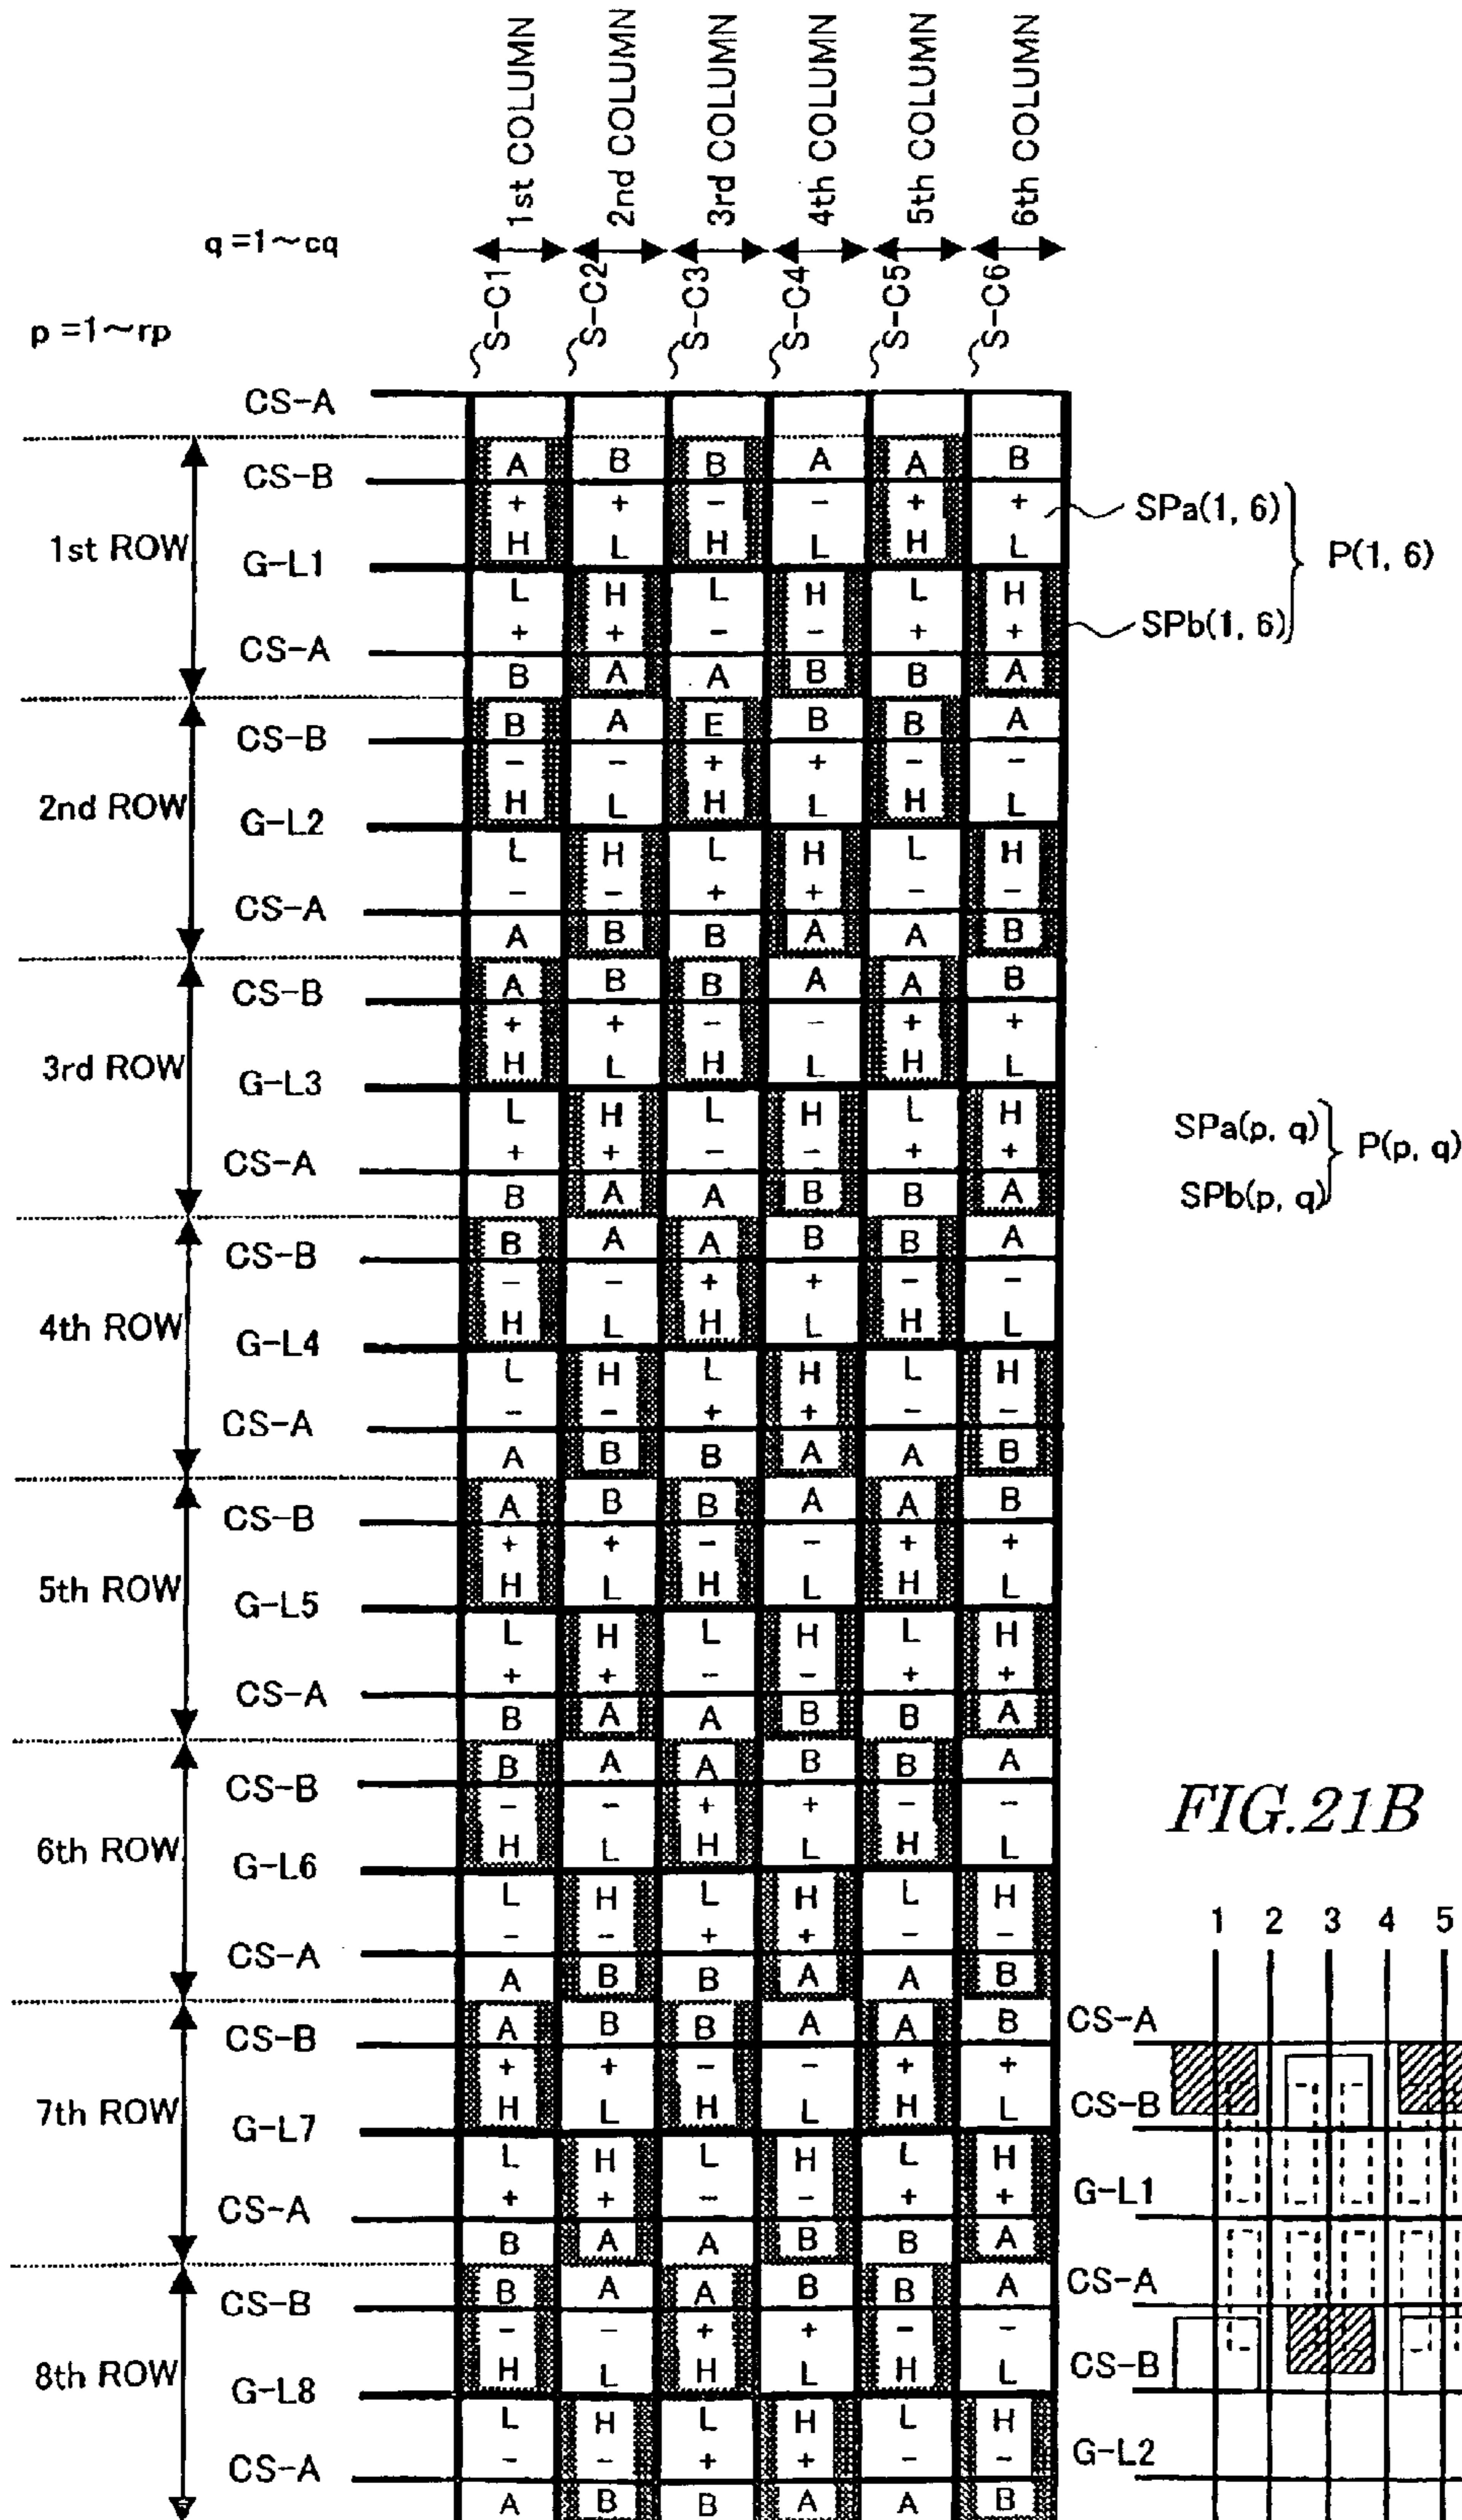 1st COLUMN 2nd COLUMN 3rd COLUMN 4th COLUMN 5th COLUMN 6th COLUMN
q =1~cq
S-C1 S-C2 S-C3 S-C4 S-C5 S-C6
p =1~rp
CS-A
A B B A A B
CS-B
+ + - - + + SPa(1, 6)
1st ROW P(1, 6)
H L H L H L
G-L1
L H L H L H
+ + - - + + SPb(1, 6)
CS-A
B A A B B A
B A E B B A
CS-B
- - + + - -
2nd ROW
H L H L H L
G-L2
L H L H L H
- - + + - -
CS-A
A B B A A B
A B B A A B
CS-B
+ + - - + +
3rd ROW
H L H L H L
G-L3
L H L H L H
SPa(p, q) P(p, q)
+ + - - + +
CS-A
B A A B B A
SPb(p, q)
B A A B B A
CS-B
- - + + - -
4th ROW
H L H L H L
G-L4
L H L H L H
- - + + - -
CS-A
A B B A A B
A B B A A B
CS-B
+ + - - + +
5th ROW
H L H L H L
G-L5
L H L H L H
+ + - - + +
CS-A
B A A B B A
B A A B B A
CS-B
- - + + - -
FIG.21B
6th ROW
H L H L H L
G-L6
L H L H L H
1 2 3 4 5
- - + + - -
CS-A
A B B A A B
A B B A A B
CS-A
CS-B
+ + - - + +
7th ROW
H L H L H L
CS-B
G-L7
L H L H L H
G-L1
+ + - - + +
CS-A
B A A B B A
CS-A
B A A B B A
CS-B
- - + + - -
8th ROW
H L H L H L
CS-B
G-L8
L H L H L H
G-L2
- - + + - -
CS-A
A B B A A B